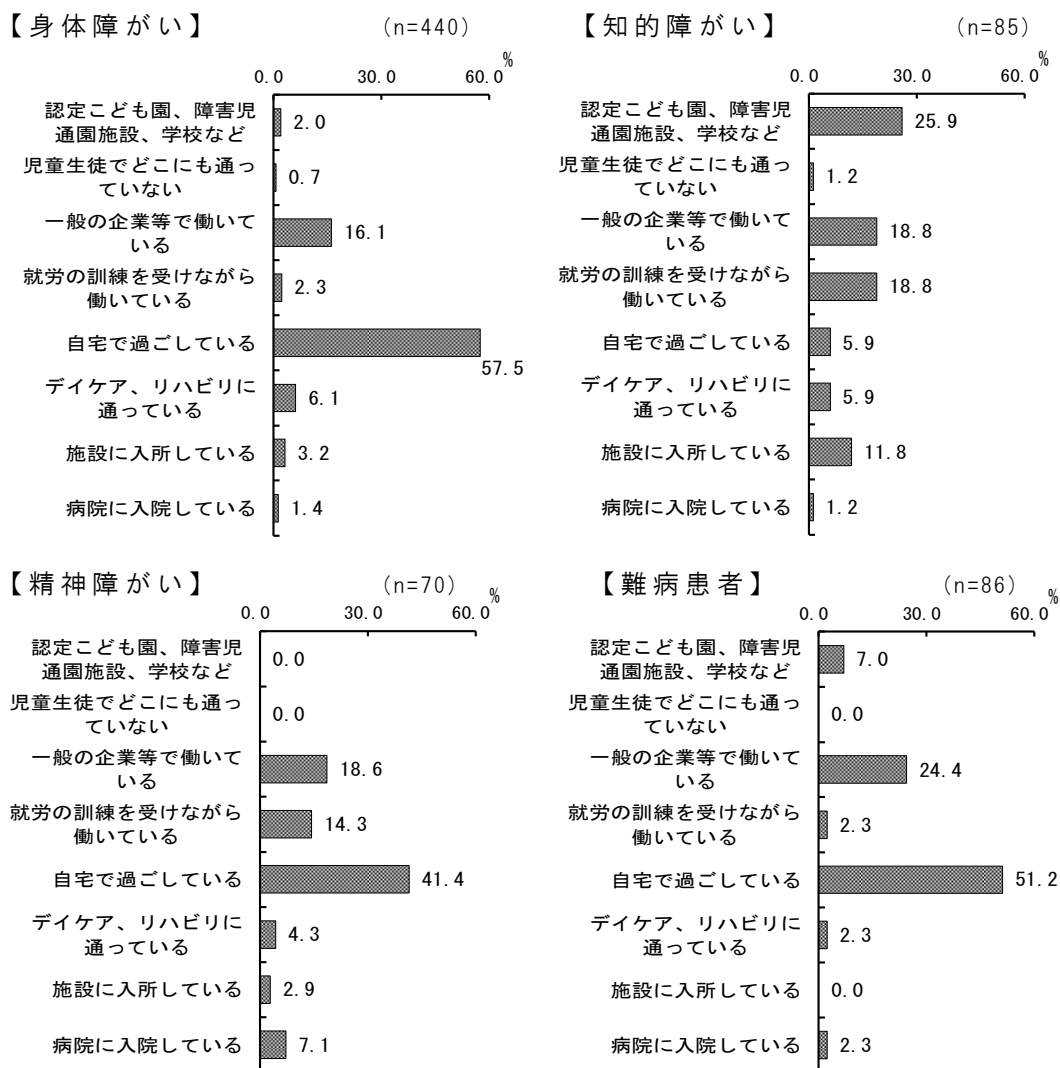 【身体障がい】 (n=440)
%
0.0 30.0 60.0
認定こども園、障害児
通園施設、学校など
2.0
児童生徒でどこにも通っ
ていない
0.7
一般の企業等で働いて
いる
16.1
就労の訓練を受けながら
働いている
2.3
自宅で過ごしている
57.5
デイケア、リハビリに
通っている
6.1
施設に入所している
3.2
病院に入院している
1.4
【知的障がい】 (n=85)
%
0.0 30.0 60.0
認定こども園、障害児
通園施設、学校など
25.9
児童生徒でどこにも通っ
ていない
1.2
一般の企業等で働いて
いる
18.8
就労の訓練を受けながら
働いている
18.8
自宅で過ごしている
5.9
デイケア、リハビリに
通っている
5.9
施設に入所している
11.8
病院に入院している
1.2
【精神障がい】 (n=70)
%
0.0 30.0 60.0
認定こども園、障害児
通園施設、学校など
0.0
児童生徒でどこにも通っ
ていない
0.0
一般の企業等で働いて
いる
18.6
就労の訓練を受けながら
働いている
14.3
自宅で過ごしている
41.4
デイケア、リハビリに
通っている
4.3
施設に入所している
2.9
病院に入院している
7.1
【難病患者】 (n=86)
%
0.0 30.0 60.0
認定こども園、障害児
通園施設、学校など
7.0
児童生徒でどこにも通っ
ていない
0.0
一般の企業等で働いて
いる
24.4
就労の訓練を受けながら
働いている
2.3
自宅で過ごしている
51.2
デイケア、リハビリに
通っている
2.3
施設に入所している
0.0
病院に入院している
2.3